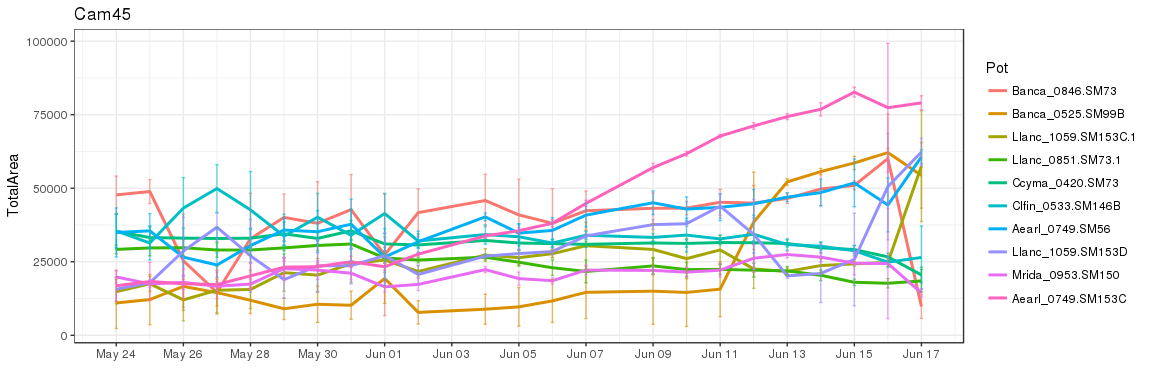 Cam45
TotalArea
100000
75000
50000
25000
0
May 24
May 26
May 28
May 30
Jun 01
Jun 03
Jun 05
Jun 07
Jun 09
Jun 11
Jun 13
Jun 15
Jun 17
Pot
Banca_0846.SM73
Banca_0525.SM99B
Llanc_1059.SM153C.1
Llanc_0851.SM73.1
Ccyma_0420.SM73
Clfin_0533.SM146B
Aearl_0749.SM56
Llanc_1059.SM153D
Mrida_0953.SM150
Aearl_0749.SM153C